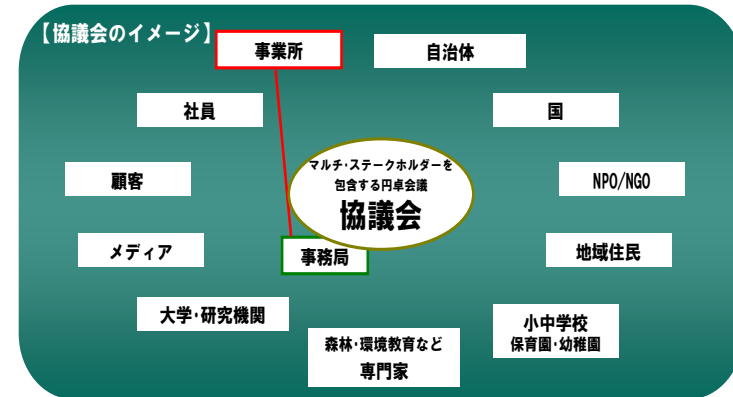 【協議会のイメージ】
事業所
自治体
社員
国
マルチ・ステークホルダーを
包含する円卓会議
協議会
顧客
NPO/NGO
メディア
事務局
地域住民
大学・研究機関
小中学校
保育園・幼稚園
森林・環境教育など
専門家